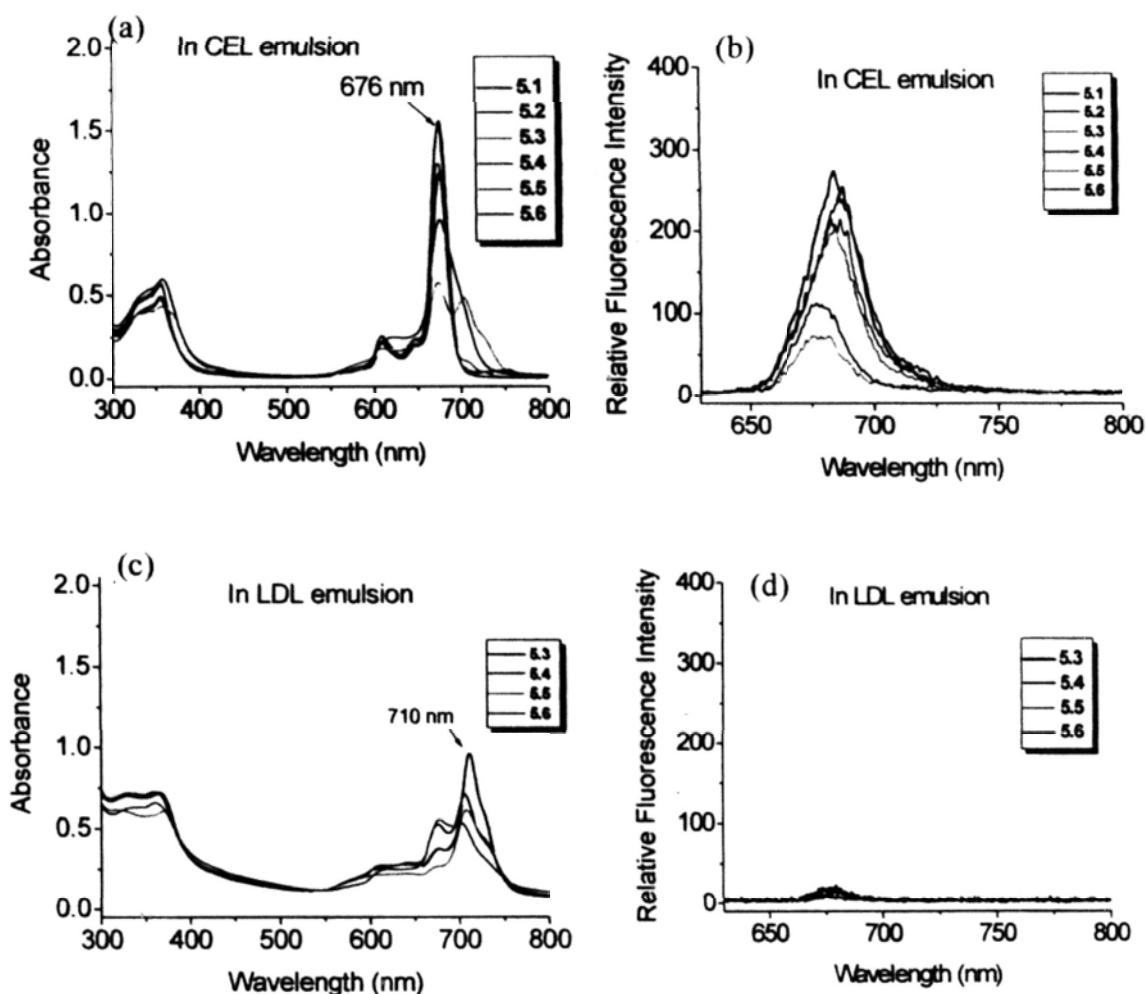 (a)
In CEL emulsion
676 nm
5.1
5.2
5.3
5.4
5.5
5.6
2.0
1.5
1.0
0.5
0.0
Absorbance
300 400 500 600 700 800
Wavelength (nm)
(b)
In CEL emulsion
5.1
5.2
5.3
5.4
5.5
5.6
400
300
200
100
0
Relative Fluorescence Intensity
650 700 750 800
Wavelength (nm)
(c)
In LDL emulsion
710 nm
5.3
5.4
5.5
5.6
2.0
1.5
1.0
0.5
0.0
Absorbance
300 400 500 600 700 800
Wavelength (nm)
(d)
In LDL emulsion
5.3
5.4
5.5
5.6
400
300
200
100
0
Relative Fluorescence Intensity
650 700 750 800
Wavelength (nm)